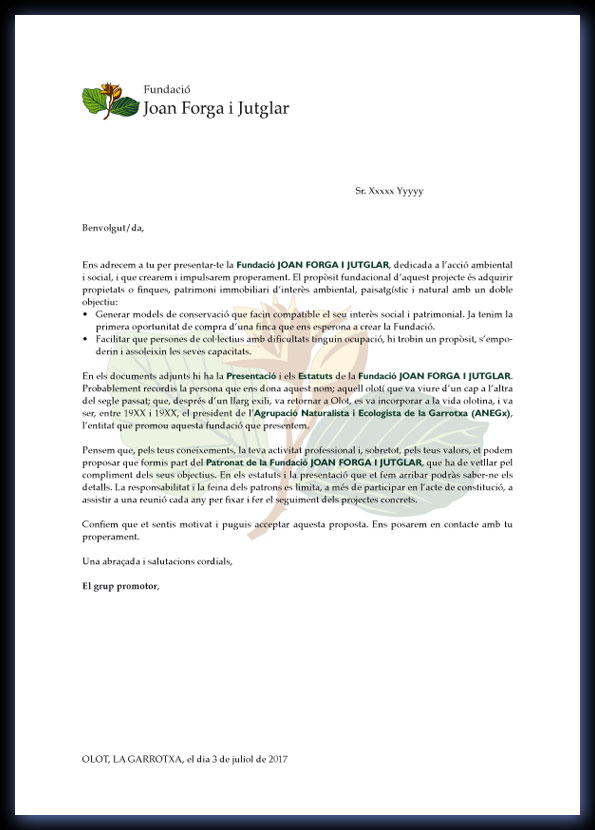 Fundació
Joan Forga i Jutglar
Sr. Xxxxx Yyyyy
Benvolgut/da,
Ens adrecem a tu per presentar-te la Fundació JOAN FORGA I JUTGLAR, dedicada a l’acció ambiental
i social, i que crearem i impulsarem properament. El propòsit fundacional d’aquest projecte és adquirir
propietats o finques, patrimoni immobiliari d’interès ambiental, paisatgístic i natural amb un doble
objectiu:
• Generar models de conservació que facin compatible el seu interès social i patrimonial. Ja tenim la
primera oportunitat de compra d’una finca que ens esperona a crear la Fundació.
• Facilitar que persones de col·lectius amb dificultats tinguin ocupació, hi trobin un propòsit, s’empo-
derin i assoleixin les seves capacitats.
En els documents adjunts hi ha la Presentació i els Estatuts de la Fundació JOAN FORGA I JUTGLAR.
Probablement recordis la persona que ens dona aquest nom; aquell olotí que va viure d’un cap a l’altra
del segle passat; que, després d’un llarg exili, va retornar a Olot, es va incorporar a la vida olotina, i va
ser, entre 19XX i 19XX, el president de l’Agrupació Naturalista i Ecologista de la Garrotxa (ANEGx),
l’entitat que promou aquesta fundació que presentem.
Pensem que, pels teus coneixements, la teva activitat professional i, sobretot, pels teus valors, et podem
proposar que formis part del Patronat de la Fundació JOAN FORGA I JUTGLAR, que ha de vetllar pel
compliment dels seus objectius. En els estatuts i la presentació que et fem arribar podràs saber-ne els
detalls. La responsabilitat i la feina dels patrons es limita, a més de participar en l’acte de constitució, a
assistir a una reunió cada any per fixar i fer el seguiment dels projectes concrets.
Confiem que et sentis motivat i puguis acceptar aquesta proposta. Ens posarem en contacte amb tu
properament.
Una abraçada i salutacions cordials,
El grup promotor,
OLOT, LA GARROTXA, el dia 3 de juliol de 2017